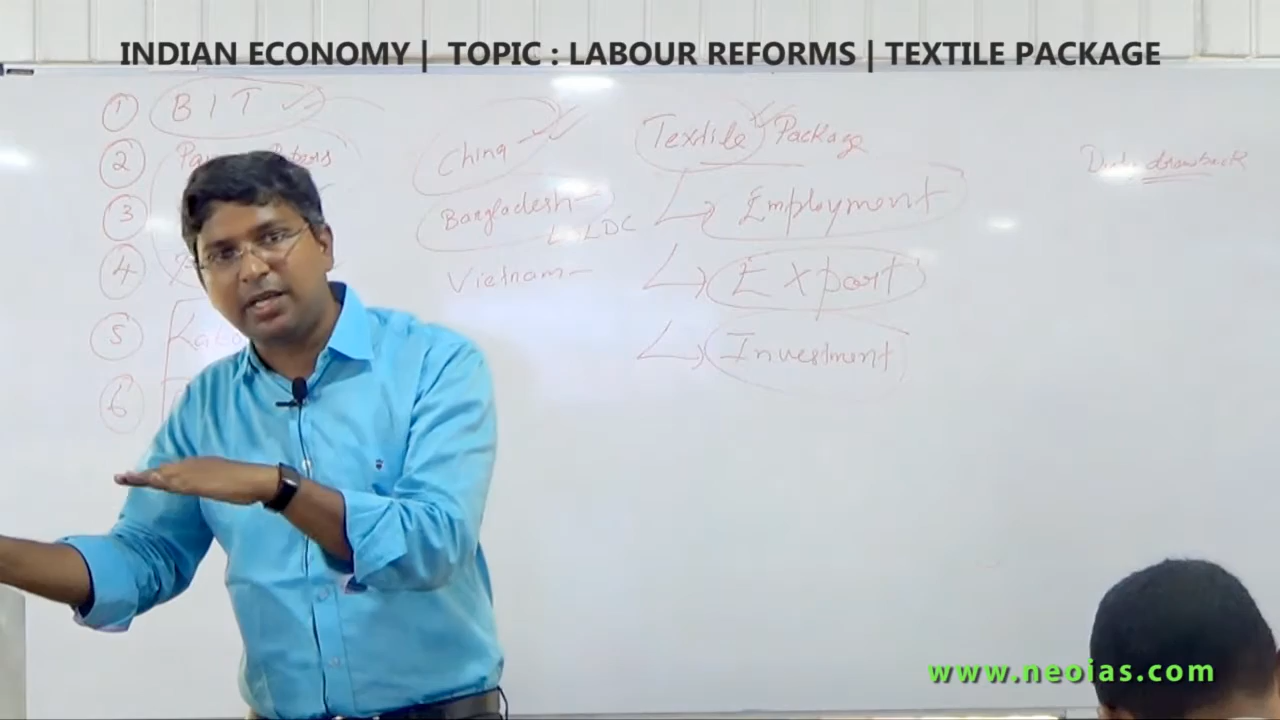 INDIAN ECONOMY | TOPIC : LABOUR REFORMS | TEXTILE PACKAGE
① BIT
②
③
④
⑤
⑥
China
Bangladesh
LDC
Vietnam
Textile Package
Employment
Export
Investment
drawback
www.neoias.com